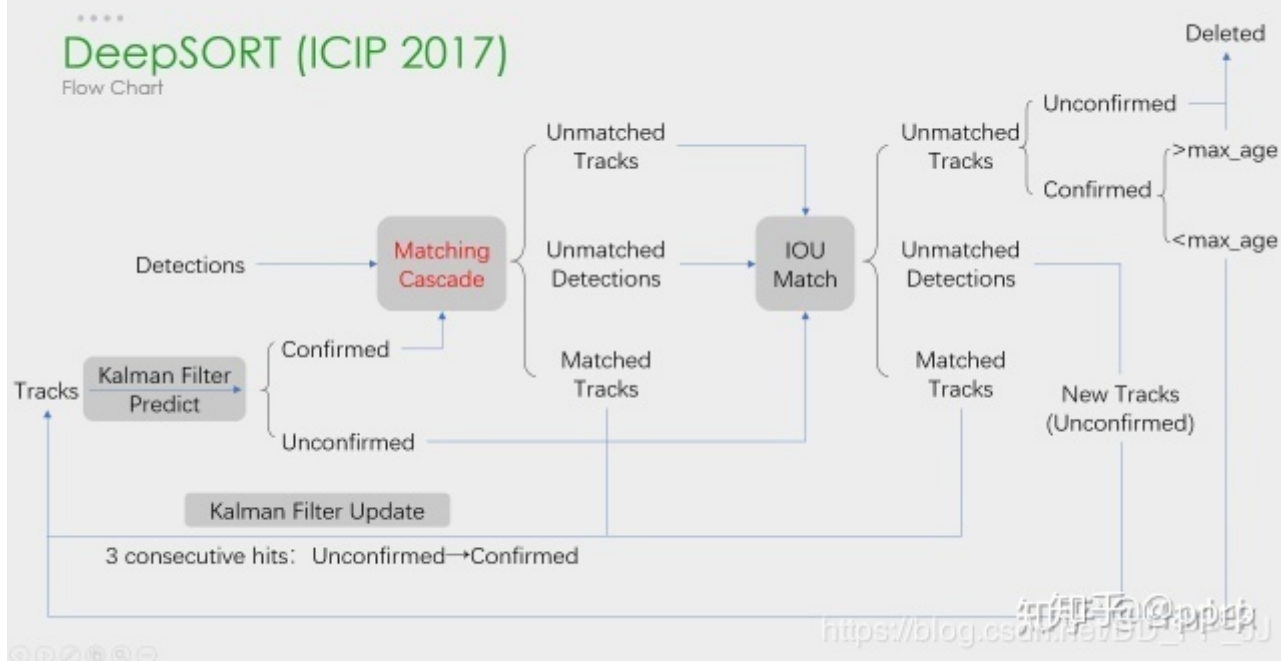 DeepSORT (ICIP 2017)
Flow Chart
Deleted
Unconfirmed
Unmatched
Tracks
Unmatched
Tracks
>max_age
Confirmed
<max_age
Detections
Matching
Cascade
Unmatched
Detections
IOU
Match
Unmatched
Detections
Confirmed
Matched
Tracks
Matched
Tracks
Tracks
Kalman Filter
Predict
New Tracks
(Unconfirmed)
Unconfirmed
Kalman Filter Update
3 consecutive hits: Unconfirmed→Confirmed
知乎
https://blog.csdn.net/